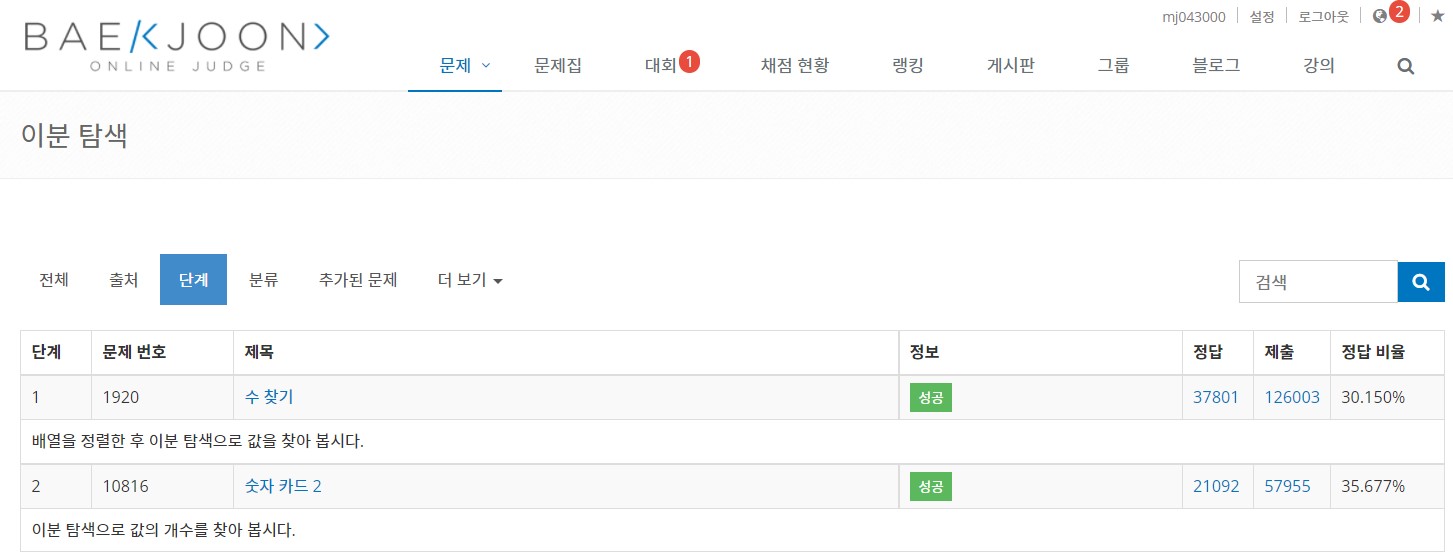 mj043000 설정 로그아웃 2
BAEKJOON>
ONLINE JUDGE
문제 문제집 대회 1 채점 현황 랭킹 게시판 그룹 블로그 강의
이분 탐색
전체 출처 단계 분류 추가된 문제 더 보기 검색
단계 문제 번호 제목 정보 정답 제출 정답 비율
1 1920 수 찾기 성공 37801 126003 30.150%
배열을 정렬한 후 이분 탐색으로 값을 찾아 봅시다.
2 10816 숫자 카드 2 성공 21092 57955 35.677%
이분 탐색으로 값의 개수를 찾아 봅시다.